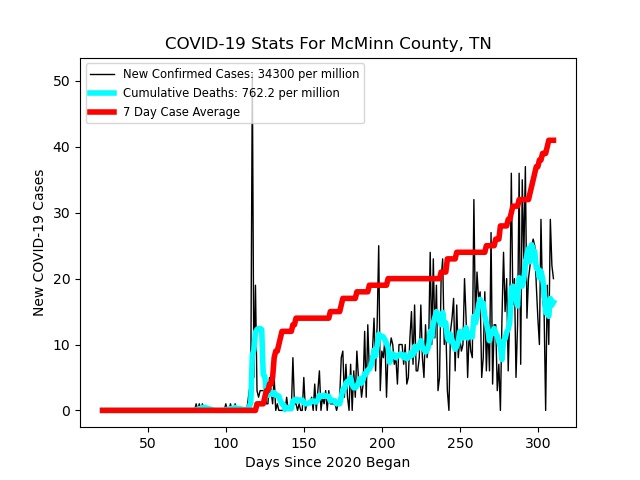 COVID-19 Stats For McMinn County, TN
New Confirmed Cases: 34300 per million
Cumulative Deaths: 762.2 per million
7 Day Case Average
New COVID-19 Cases
50
40
30
20
10
0
50 100 150 200 250 300
Days Since 2020 Began